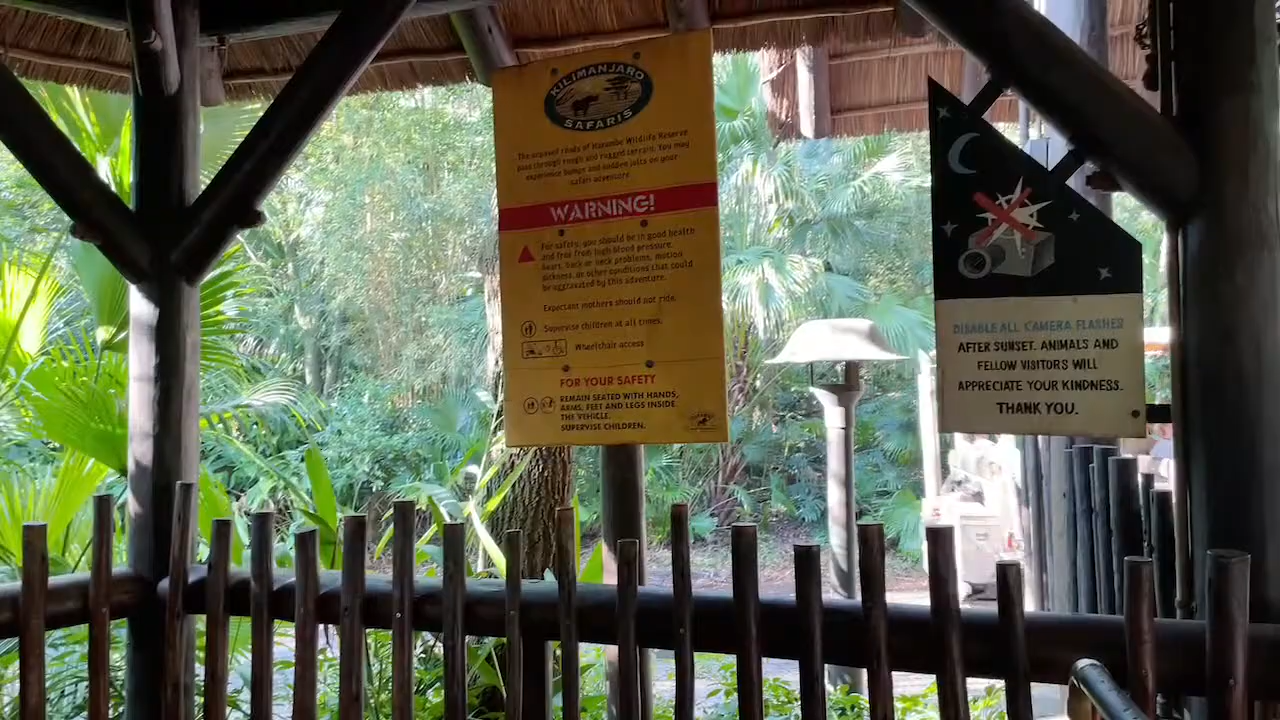 KILIMANJARO
SAFARIS
The unpaved roads of Harambe Wildlife Reserve
pass through rough and rugged terrain. You may
experience bumps and sudden jolts on your
safari adventure.
WARNING!
For safety, you should be in good health
and free from high blood pressure,
heart, back or neck problems, motion
sickness, or other conditions that could
be aggravated by this adventure.
Expectant mothers should not ride.
Supervise children at all times.
Wheelchair access
FOR YOUR SAFETY
REMAIN SEATED WITH HANDS,
ARMS, FEET AND LEGS INSIDE
THE VEHICLE.
SUPERVISE CHILDREN.
DISABLE ALL CAMERA FLASHES
AFTER SUNSET. ANIMALS AND
FELLOW VISITORS WILL
APPRECIATE YOUR KINDNESS.
THANK YOU.